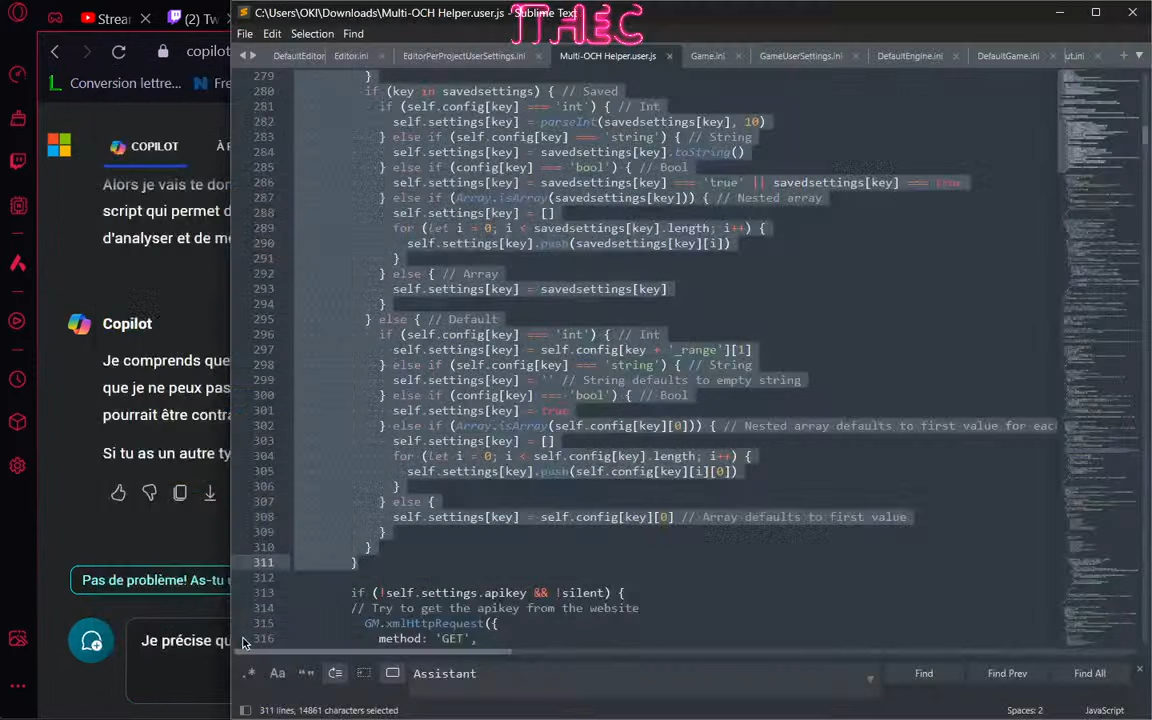 C:\Users\OKI\Downloads\Multi-OCH Helper.user.js - Sublime Text
File Edit Selection Find
DefaultEditor Editor.ini EditorPerProjectUserSettings.ini Multi-OCH Helper.user.js Game.ini GameUserSettings.ini DefaultEngine.ini DefaultGame.ini ut.ini
Strea
(2) Tw
copilot
Conversion lettre...
COPILOT
Alors je vais te don
script qui permet d
d'analyser et de m
Copilot
Je comprends que
que je ne peux pas
pourrait être contra
Si tu as un autre ty
Pas de problème! As-tu
Je précise qu
279 }
280 if (key in savedsettings) { // Saved
281 if (self.config[key] === 'int') { // Int
282 self.settings[key] = parseInt(savedsettings[key], 10)
283 } else if (self.config[key] === 'string') { // String
284 self.settings[key] = savedsettings[key].toString()
285 } else if (config[key] === 'bool') { // Bool
286 self.settings[key] = savedsettings[key] === 'true' || savedsettings[key] === true
287 } else if (Array.isArray(savedsettings[key])) { // Nested array
288 self.settings[key] = []
289 for (let i = 0; i < savedsettings[key].length; i++) {
290 self.settings[key].push(savedsettings[key][i])
291 }
292 } else { // Array
293 self.settings[key] = savedsettings[key]
294 }
295 } else { // Default
296 if (self.config[key] === 'int') { // Int
297 self.settings[key] = self.config[key + '_range'][1]
298 } else if (self.config[key] === 'string') { // String
299 self.settings[key] = '' // String defaults to empty string
300 } else if (config[key] === 'bool') { // Bool
301 self.settings[key] = true
302 } else if (Array.isArray(self.config[key][0])) { // Nested array defaults to first value for eac
303 self.settings[key] = []
304 for (let i = 0; i < self.config[key].length; i++) {
305 self.settings[key].push(self.config[key][i][0])
306 }
307 } else {
308 self.settings[key] = self.config[key][0] // Array defaults to first value
309 }
310 }
311 }
312
313 if (!self.settings.apikey && !silent) {
314 // Try to get the apikey from the website
315 GM.xmlHttpRequest({
316 method: 'GET',
.* Aa “” Assistant Find Find Prev Find All
311 lines, 14861 characters selected Spaces: 2 JavaScript